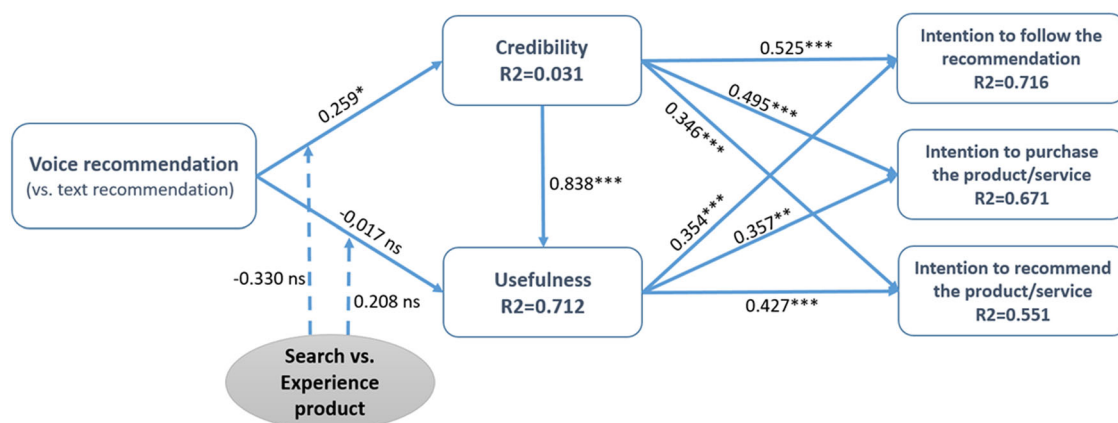 Voice recommendation
(vs. text recommendation)
0.259*
-0,017 ns
-0.330 ns
0.208 ns
Search vs.
Experience
product
Credibility
R2=0.031
0.838***
Usefulness
R2=0.712
0.525***
0.495***
0.346***
0.354***
0.357**
0.427***
Intention to follow the
recommendation
R2=0.716
Intention to purchase
the product/service
R2=0.671
Intention to recommend
the product/service
R2=0.551